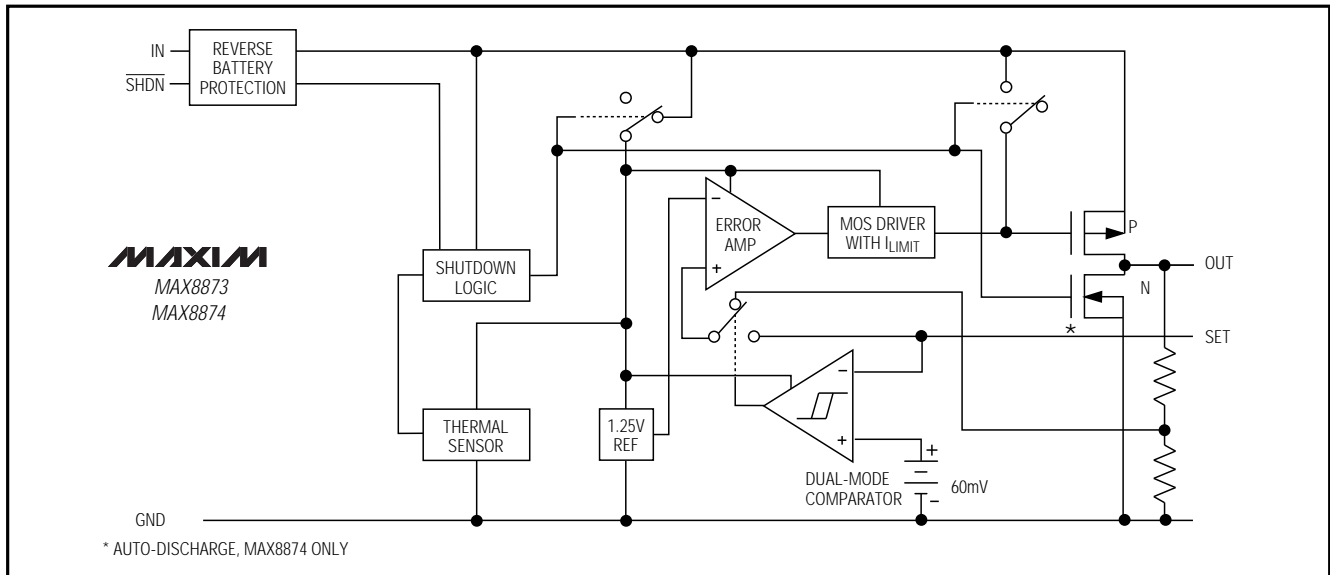 IN
REVERSE
BATTERY
PROTECTION
SHDN
MAXIM
MAX8873
MAX8874
SHUTDOWN
LOGIC
THERMAL
SENSOR
1.25V
REF
−
ERROR
AMP
+
MOS DRIVER
WITH ILIMIT
P
OUT
N
*
SET
−
+
DUAL-MODE
COMPARATOR
+
60mV
−
GND
* AUTO-DISCHARGE, MAX8874 ONLY